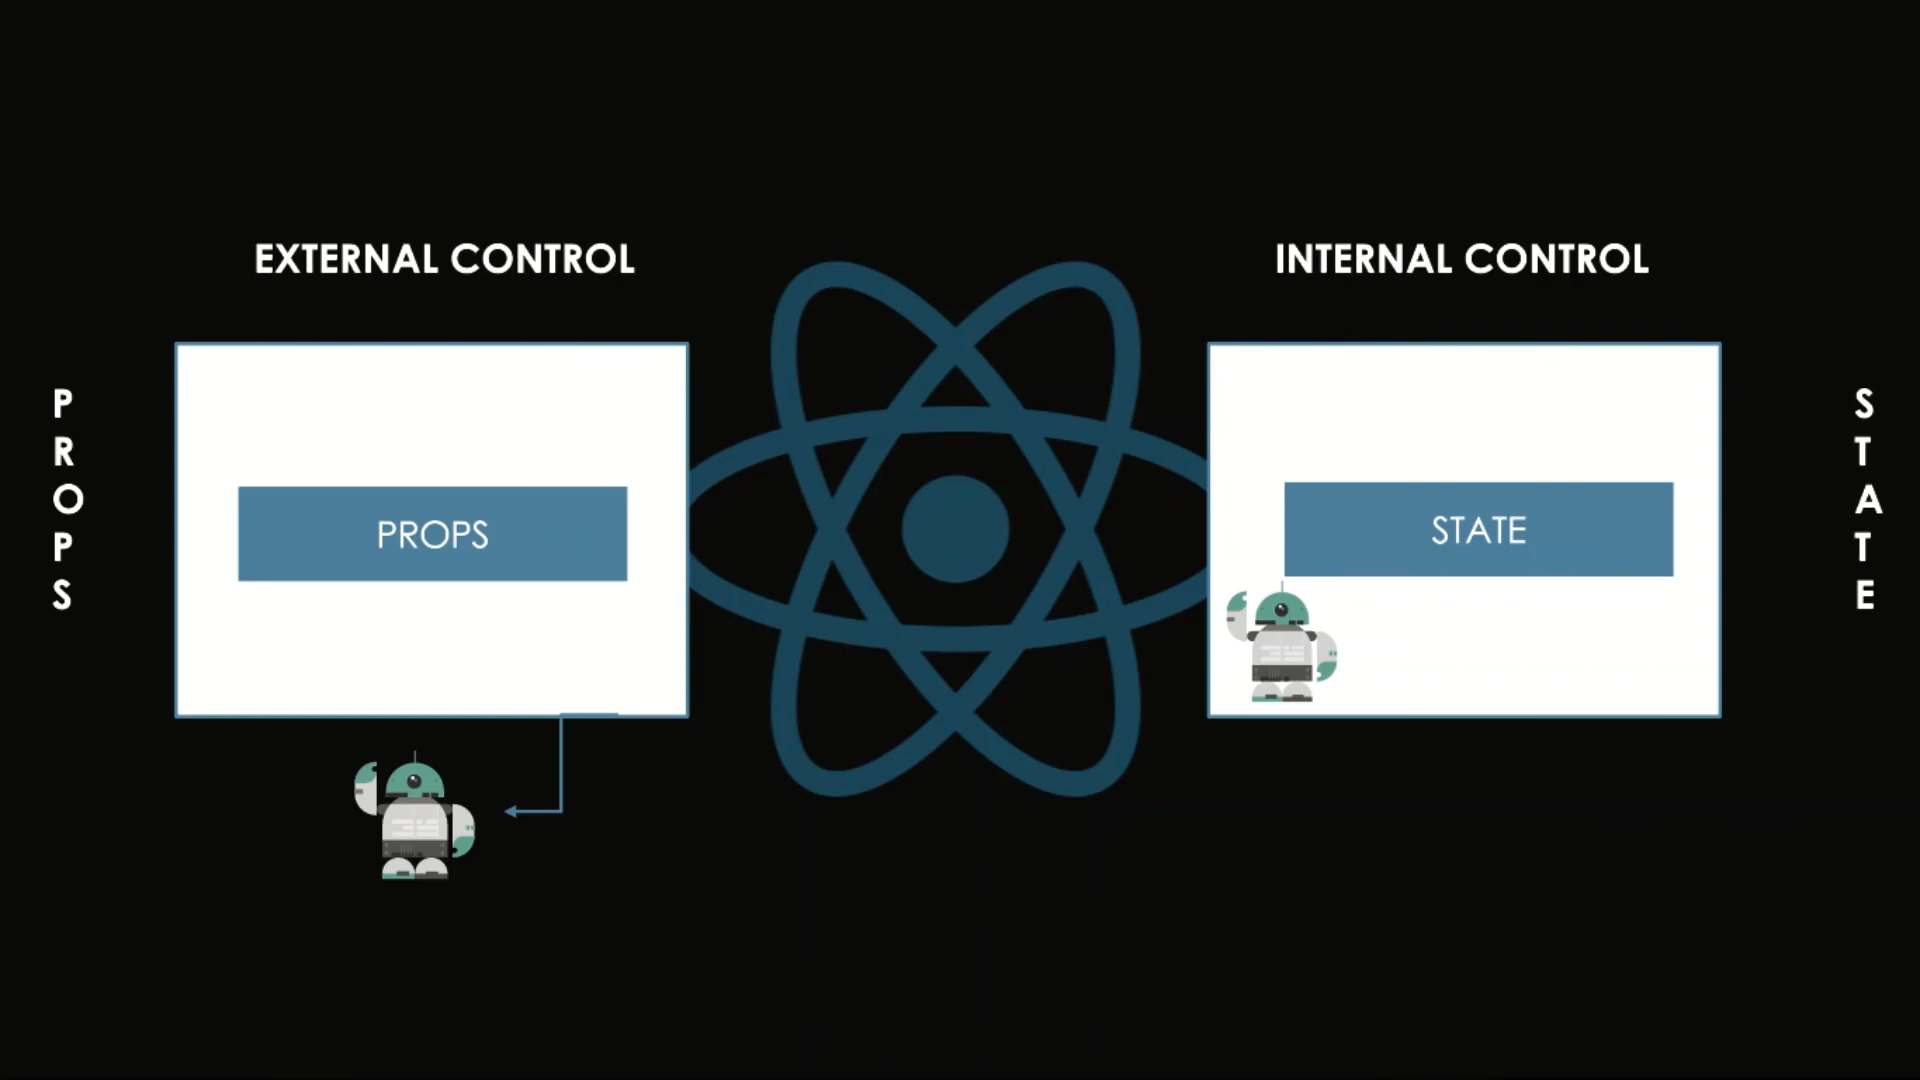 EXTERNAL CONTROL
INTERNAL CONTROL
P
R
O
P
S
PROPS
STATE
S
T
A
T
E